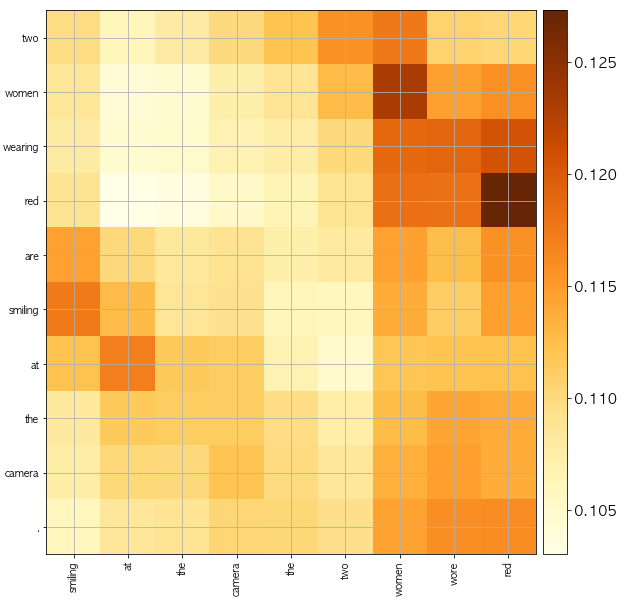 two
women
wearing
red
are
smiling
at
the
camera
.
smiling
at
the
camera
the
two
women
wore
red
0.125
0.120
0.115
0.110
0.105